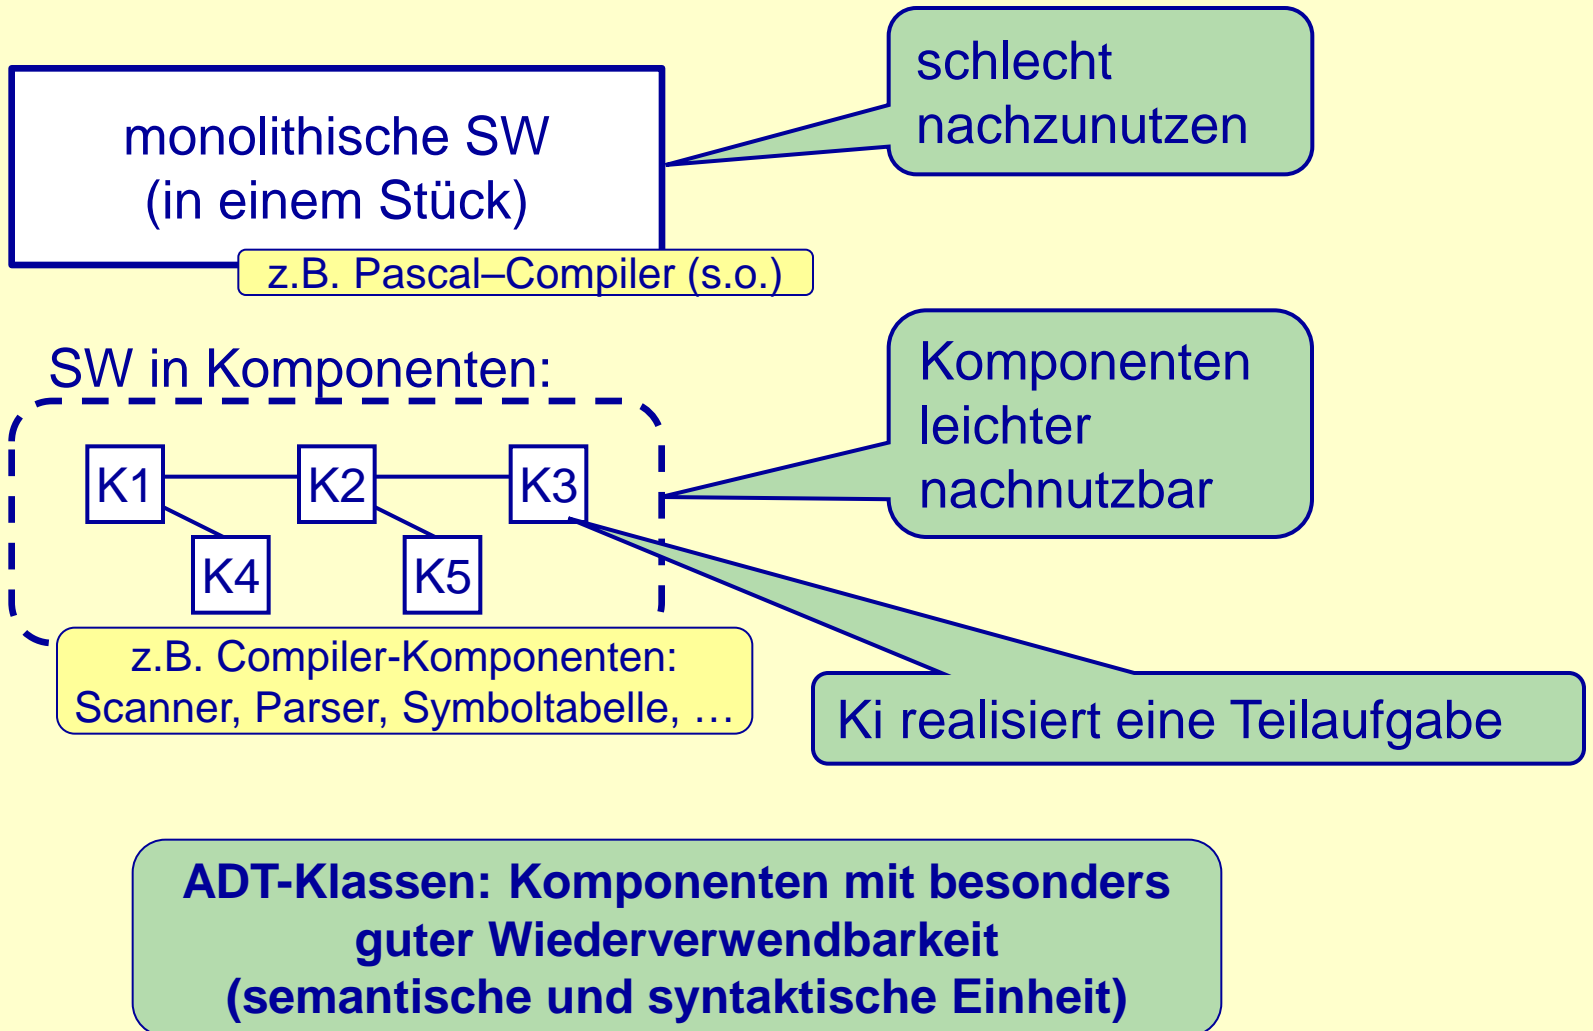 schlecht
nachzunutzen
monolithische SW
(in einem Stück)
z.B. Pascal–Compiler (s.o.)
SW in Komponenten:
Komponenten
leichter
nachnutzbar
K1
K2
K3
K4
K5
z.B. Compiler-Komponenten:
Scanner, Parser, Symboltabelle, …
Ki realisiert eine Teilaufgabe
ADT-Klassen: Komponenten mit besonders
guter Wiederverwendbarkeit
(semantische und syntaktische Einheit)